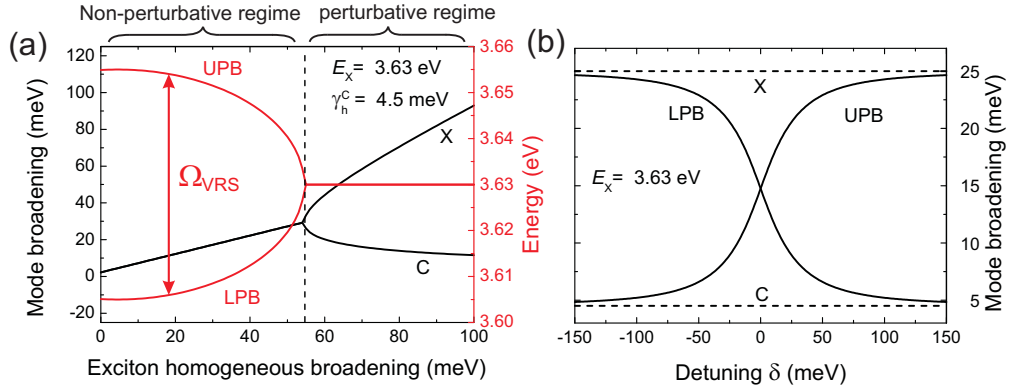 Non-perturbative regime perturbative regime
(a)
Mode broadening (meV)
120
100
80
60
40
20
0
-20
UPB
Ω_VRS
LPB
E_X = 3.63 eV
γ_h^C = 4.5 meV
X
C
3.66
3.65
3.64
3.63
3.62
3.61
3.60
Energy (eV)
0 20 40 60 80 100
Exciton homogeneous broadening (meV)
(b)
X
LPB UPB
E_X = 3.63 eV
C
25
20
15
10
5
Mode broadening (meV)
-150 -100 -50 0 50 100 150
Detuning δ (meV)